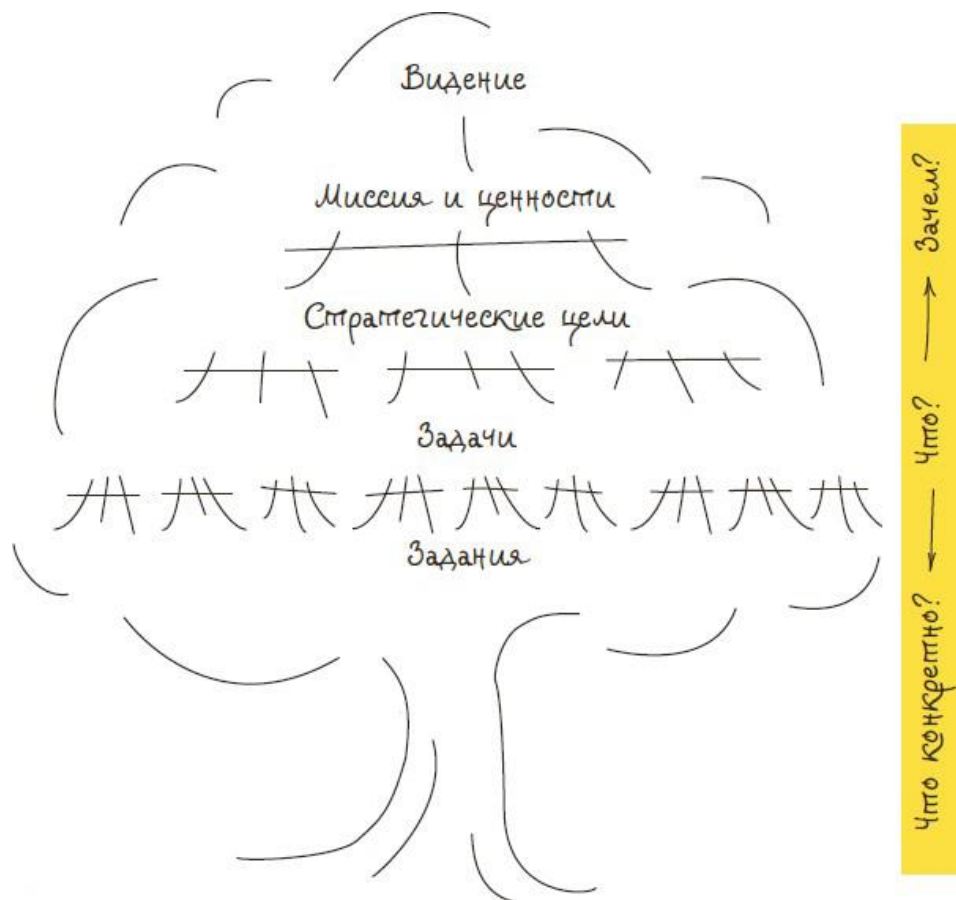 Видение
Миссия и ценности
Стратегические цели
Задачи
Задания
Зачем?
Что?
Что конкретно?